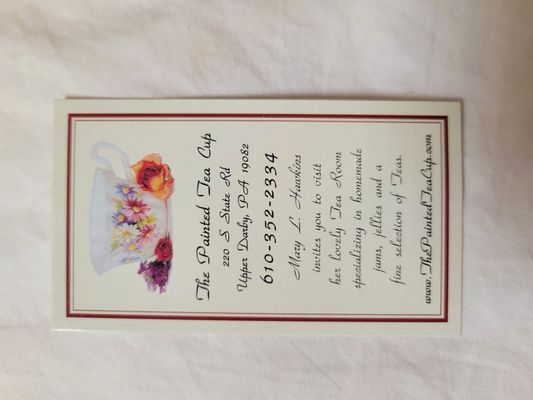 The Painted Tea Cup
220 S State Rd
Upper Darby, PA 19082
610-352-2334
Mary L. Hawkins
invites you to visit
her lovely Tea Room
specializing in homemade
jams, jellies and a
fine selection of Teas.
www.ThePaintedTeaCup.com